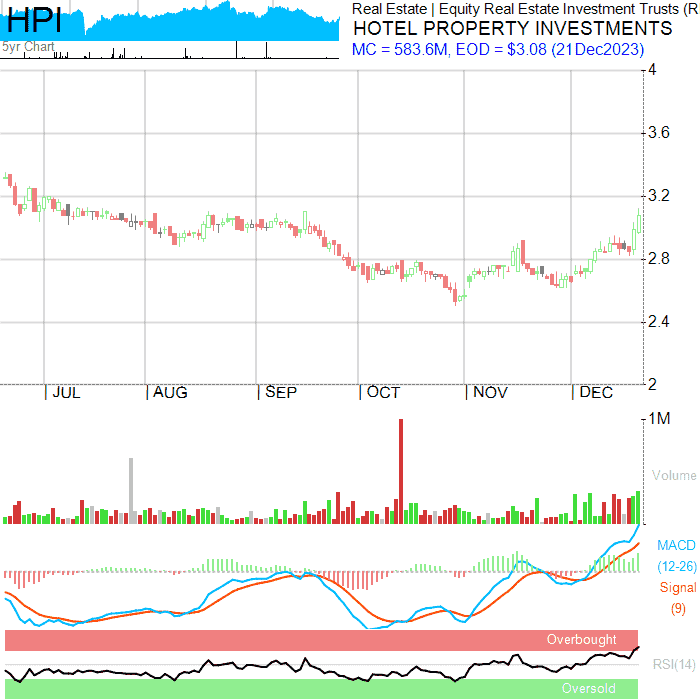 HPI
5yr Chart
Real Estate | Equity Real Estate Investment Trusts (R
HOTEL PROPERTY INVESTMENTS
MC = 583.6M, EOD = $3.08 (21Dec2023)
4
3.6
3.2
2.8
2.4
2
| JUL | AUG | SEP | OCT | NOV | DEC
1M
Volume
MACD
(12-26)
Signal
(9)
Overbought
RSI(14)
Oversold